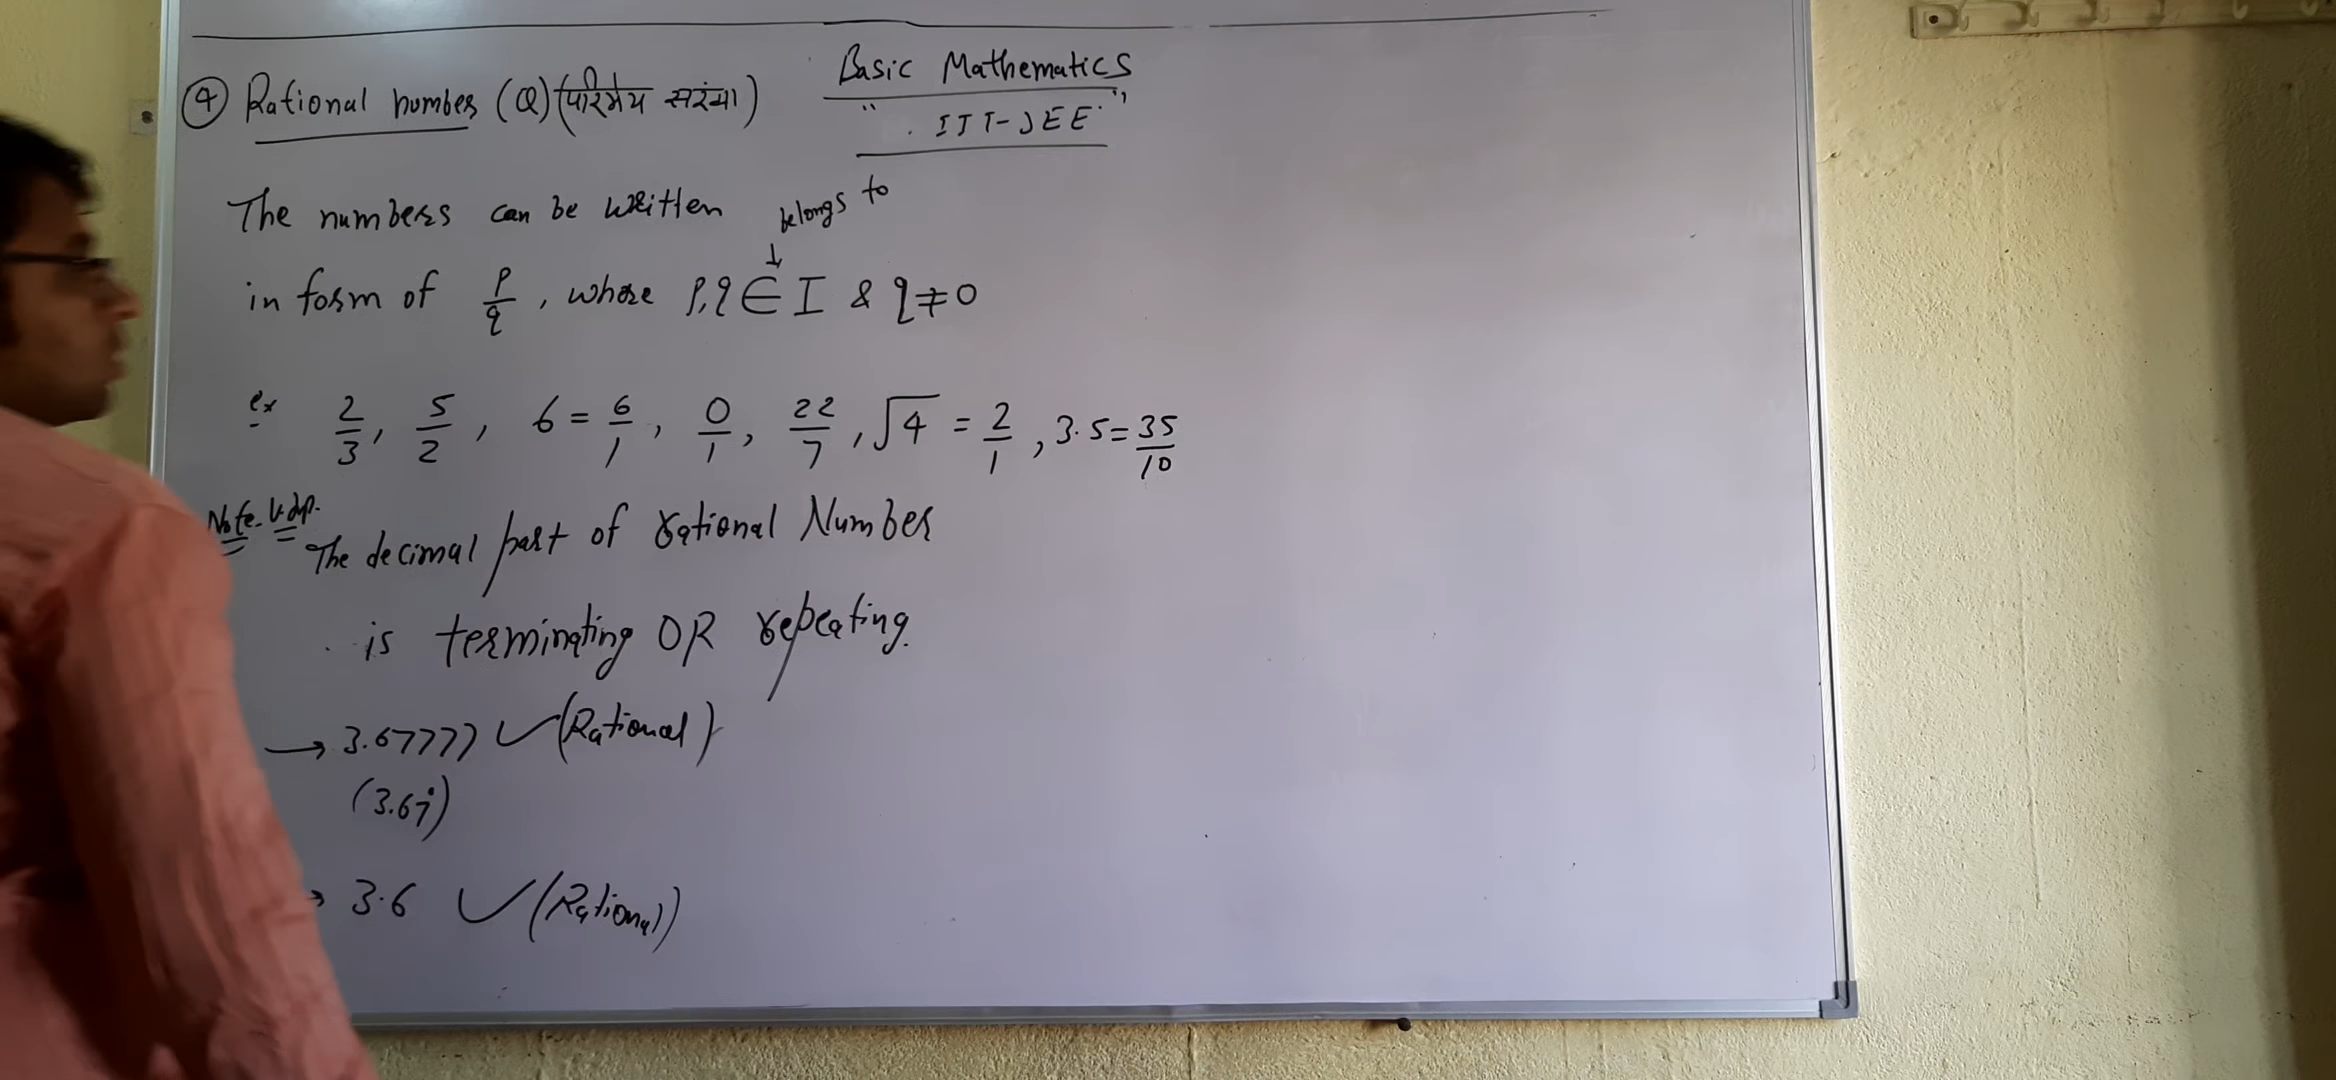 Basic Mathematics
"IIT-JEE"
④ Rational number (Q) (परिमेय संख्या)
The numbers can be written
belongs to
↓
in form of p/q, where p,q ∈ I & q≠0
ex 2/3, 5/2, 6 = 6/1, 0/1, 22/7, √4 = 2/1, 3.5 = 35/10
Note. V.Imp.
The decimal part of rational Number
is terminating OR repeating.
→ 3.67777 ✓ (Rational)
(3.67̇)
→ 3.6 ✓ (Rational)